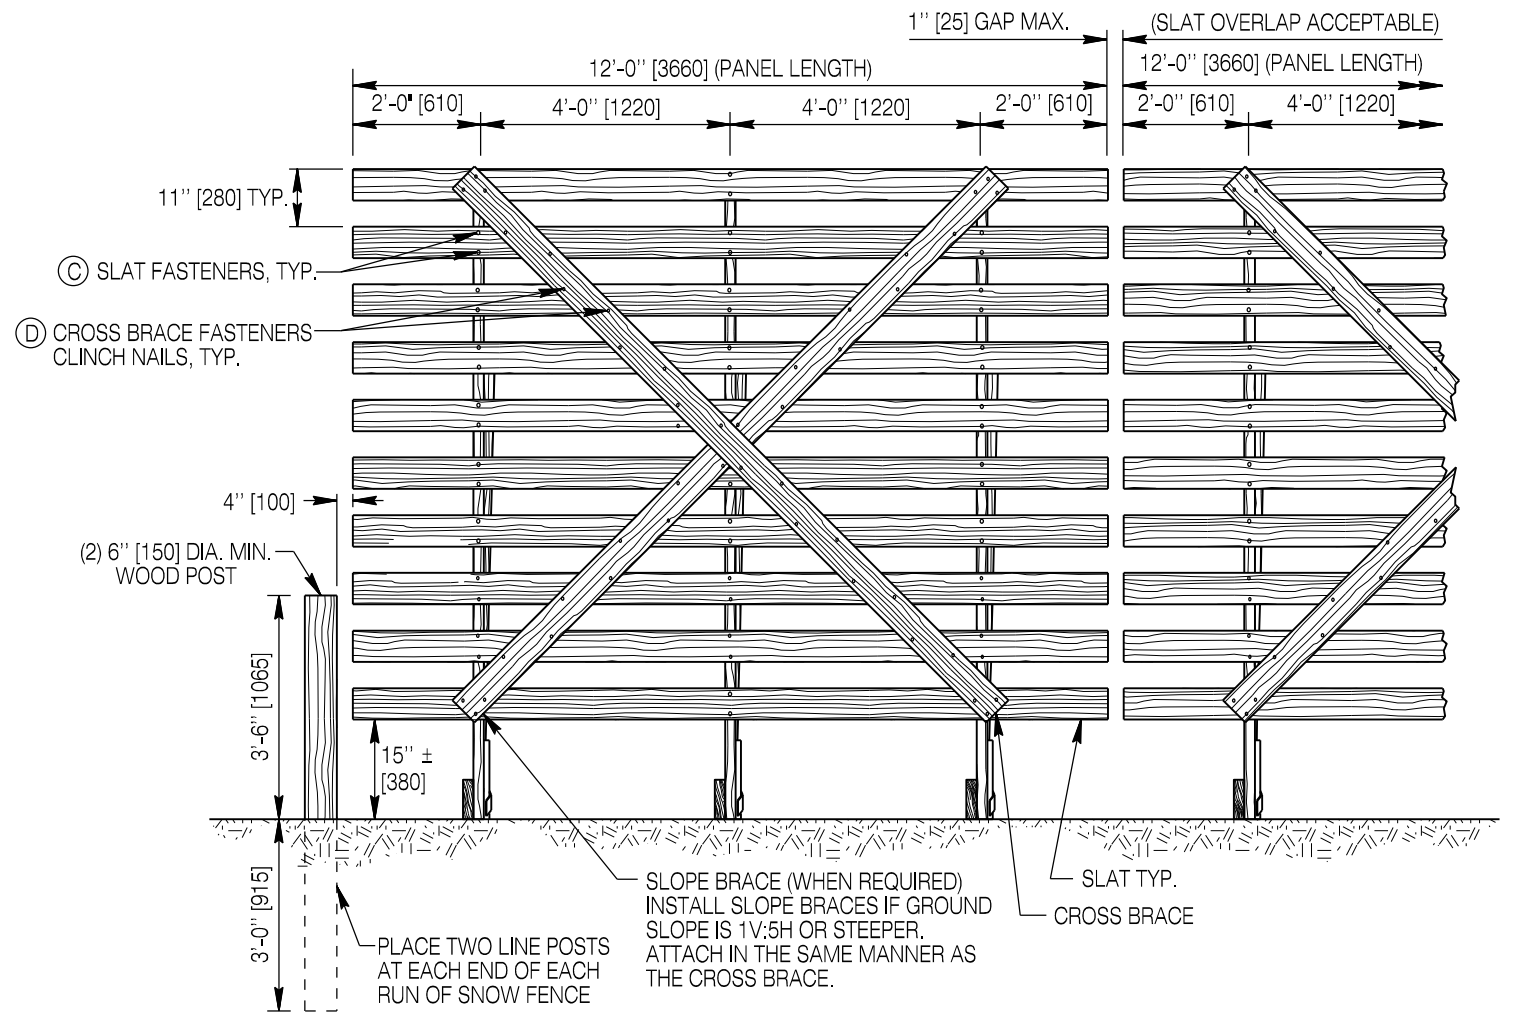 1'' [25] GAP MAX.
(SLAT OVERLAP ACCEPTABLE)
12'-0'' [3660] (PANEL LENGTH)
12'-0'' [3660] (PANEL LENGTH)
2'-0'' [610]
4'-0'' [1220]
4'-0'' [1220]
2'-0'' [610]
2'-0'' [610]
4'-0'' [1220]
11'' [280] TYP.
C SLAT FASTENERS, TYP.
D CROSS BRACE FASTENERS
CLINCH NAILS, TYP.
4'' [100]
(2) 6'' [150] DIA. MIN.
WOOD POST
3'-6'' [1065]
15'' ±
[380]
3'-0'' [915]
SLOPE BRACE (WHEN REQUIRED)
INSTALL SLOPE BRACES IF GROUND
SLOPE IS 1V:5H OR STEEPER.
ATTACH IN THE SAME MANNER AS
THE CROSS BRACE.
SLAT TYP.
CROSS BRACE
PLACE TWO LINE POSTS
AT EACH END OF EACH
RUN OF SNOW FENCE